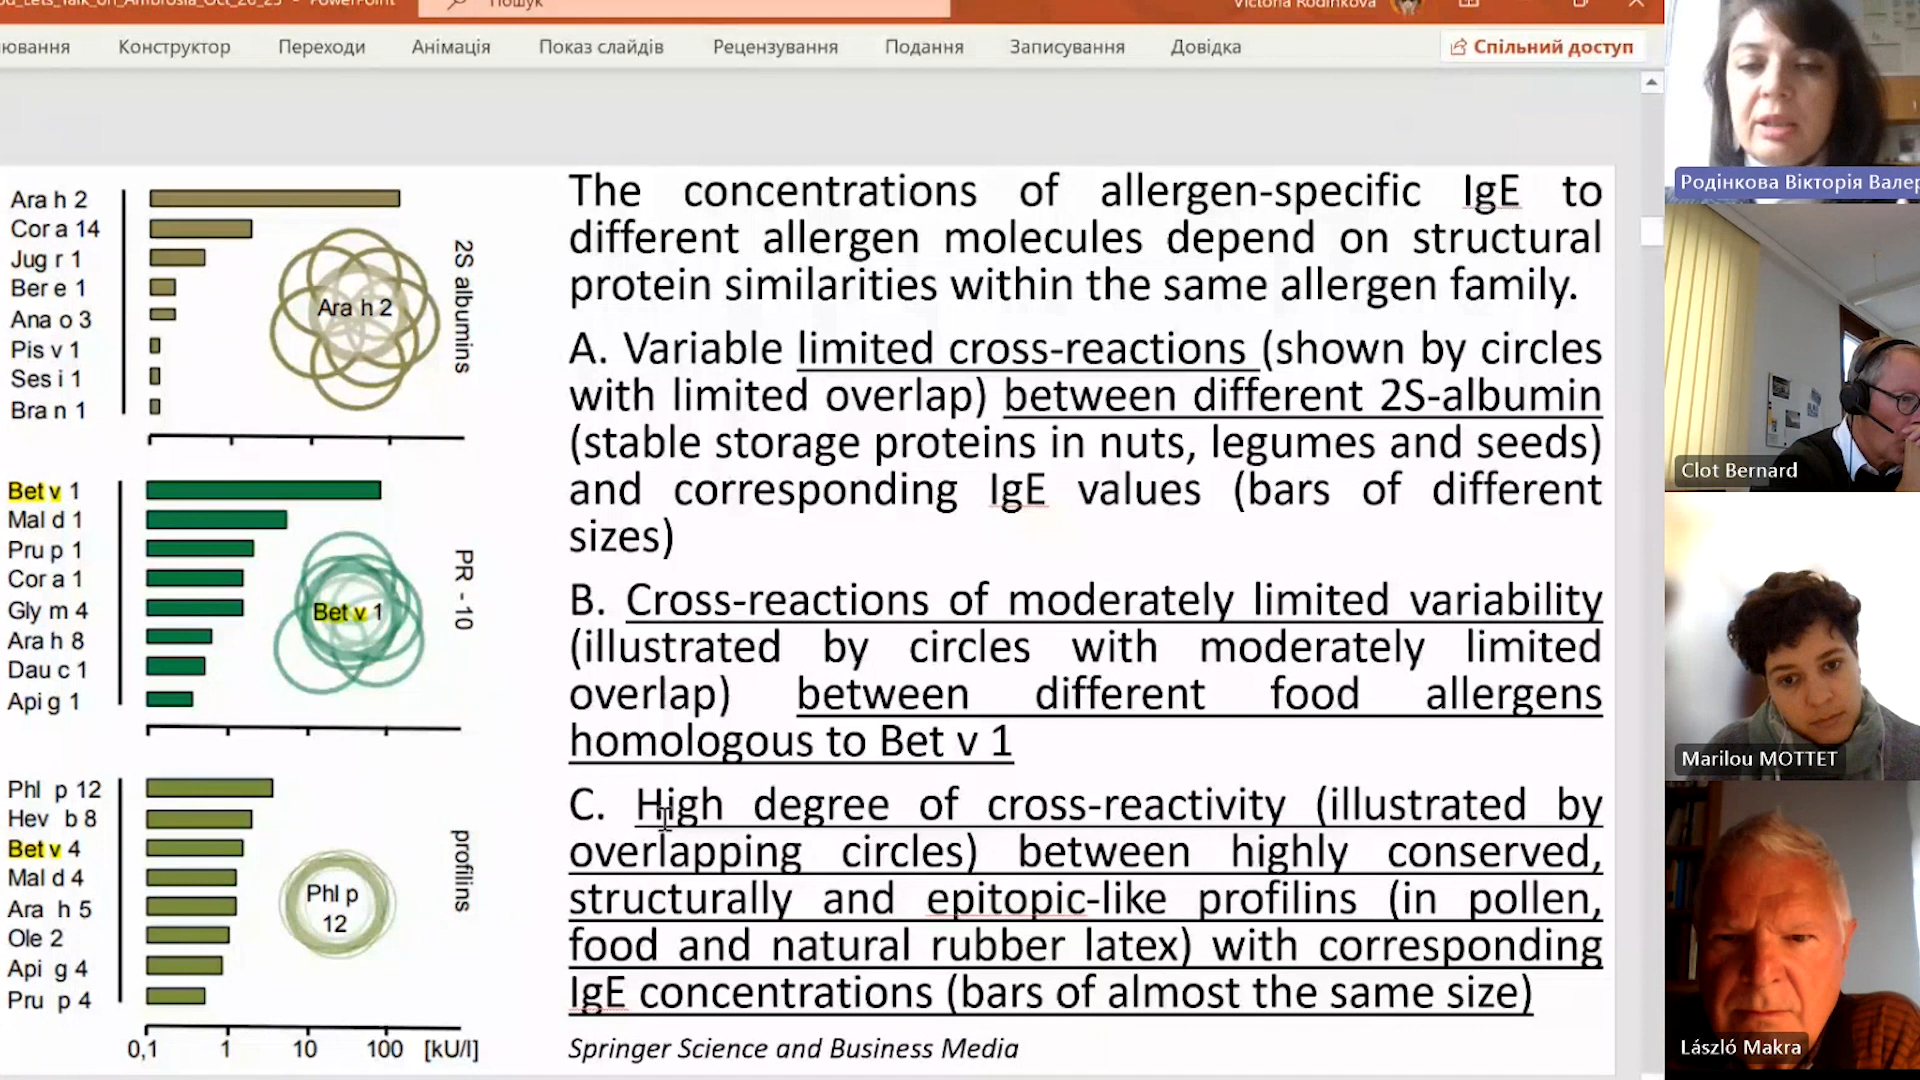 od_Lets_Talk_on_Ambrosia_Oct_26_23 - PowerPoint
Пошук
Victoria Rodinkova
ювання Конструктор Переходи Анімація Показ слайдів Рецензування Подання Записування Довідка Спільний доступ
Ara h 2
Cor a 14
Jug r 1
Ber e 1
Ana o 3
Pis v 1
Ses i 1
Bra n 1
Ara h 2
2S albumins
Bet v 1
Mal d 1
Pru p 1
Cor a 1
Gly m 4
Ara h 8
Dau c 1
Api g 1
Bet v 1
PR - 10
Phl p 12
Hev b 8
Bet v 4
Mal d 4
Ara h 5
Ole 2
Api g 4
Pru p 4
Phl p
12
profilins
0,1 1 10 100 [kU/l]
The concentrations of allergen-specific IgE to
different allergen molecules depend on structural
protein similarities within the same allergen family.
A. Variable limited cross-reactions (shown by circles
with limited overlap) between different 2S-albumin
(stable storage proteins in nuts, legumes and seeds)
and corresponding IgE values (bars of different
sizes)
B. Cross-reactions of moderately limited variability
(illustrated by circles with moderately limited
overlap) between different food allergens
homologous to Bet v 1
C. High degree of cross-reactivity (illustrated by
overlapping circles) between highly conserved,
structurally and epitopic-like profilins (in pollen,
food and natural rubber latex) with corresponding
IgE concentrations (bars of almost the same size)
Springer Science and Business Media
Родінкова Вікторія Валер
Clot Bernard
Marilou MOTTET
László Makra